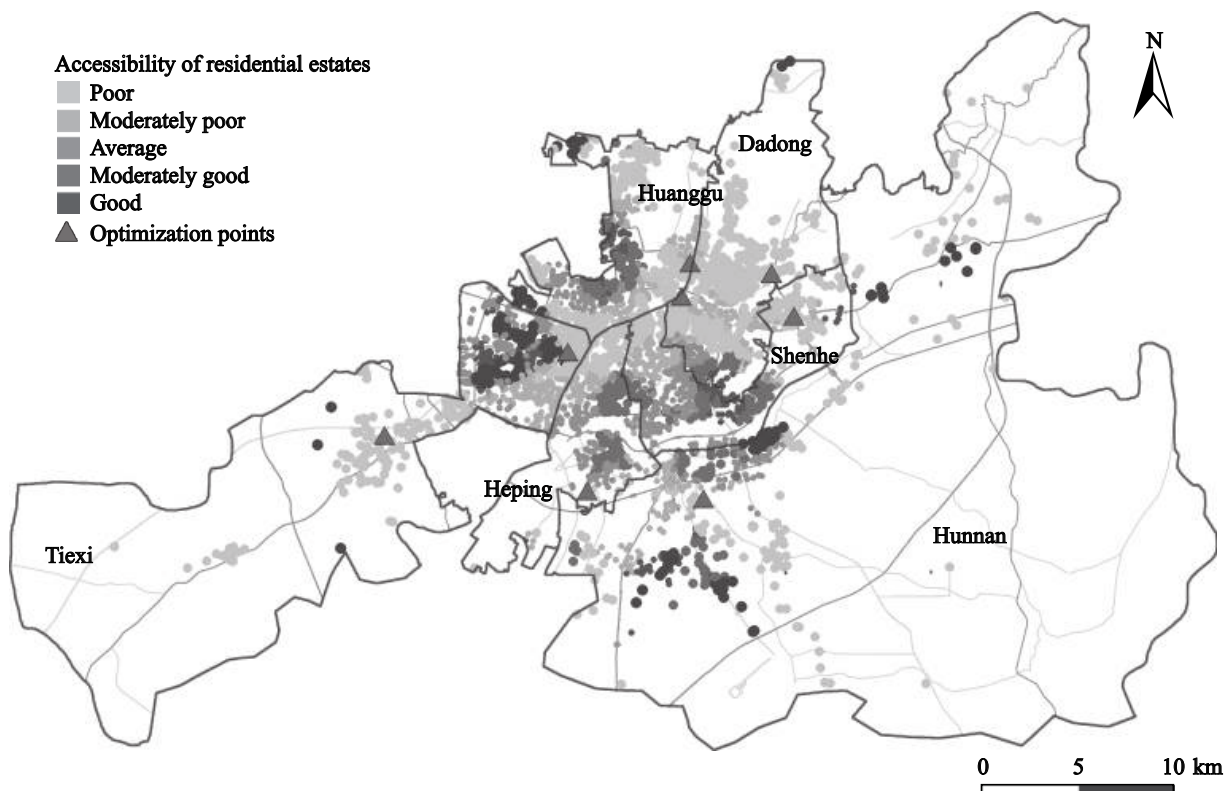 N
Accessibility of residential estates
Poor
Moderately poor
Average
Moderately good
Good
Optimization points
Dadong
Huanggu
Shenhe
Heping
Tiexi
Hunnan
0 5 10 km